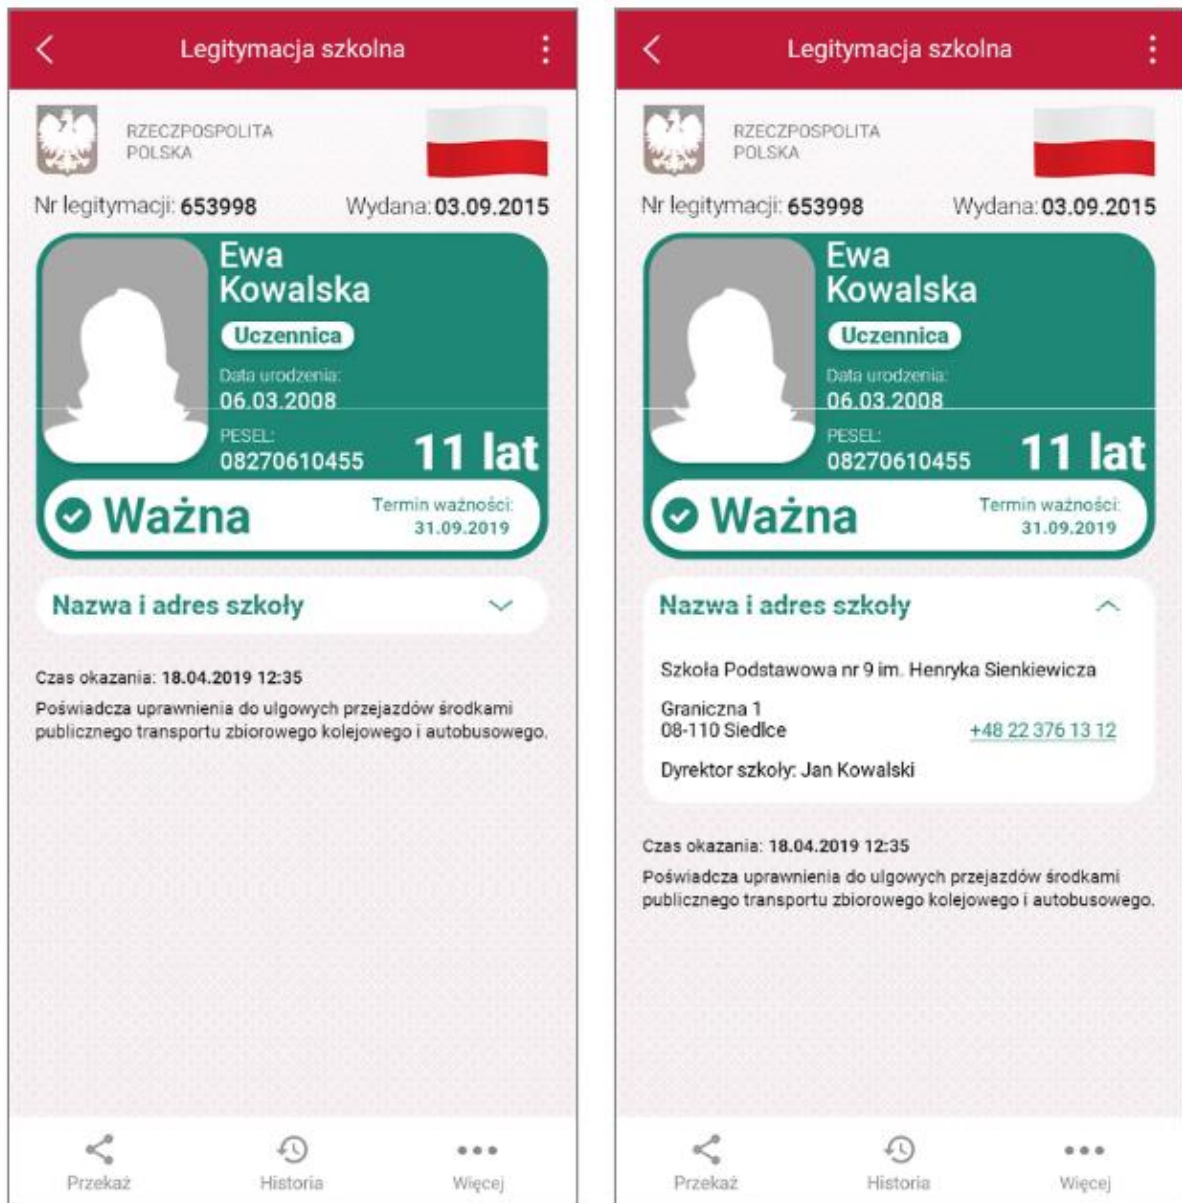 Legitymacja szkolna
RZECZPOSPOLITA
POLSKA
Nr legitymacji: 653998 Wydana: 03.09.2015
Ewa
Kowalska
Uczennica
Data urodzenia:
06.03.2008
PESEL:
08270610455
11 lat
Ważna
Termin ważności:
31.09.2019
Nazwa i adres szkoły
Czas okazania: 18.04.2019 12:35
Poświadcza uprawnienia do ulgowych przejazdów środkami
publicznego transportu zbiorowego kolejowego i autobusowego.
Przekaż Historia Więcej
Legitymacja szkolna
RZECZPOSPOLITA
POLSKA
Nr legitymacji: 653998 Wydana: 03.09.2015
Ewa
Kowalska
Uczennica
Data urodzenia:
06.03.2008
PESEL:
08270610455
11 lat
Ważna
Termin ważności:
31.09.2019
Nazwa i adres szkoły
Szkoła Podstawowa nr 9 im. Henryka Sienkiewicza
Graniczna 1
08-110 Siedlce +48 22 376 13 12
Dyrektor szkoły: Jan Kowalski
Czas okazania: 18.04.2019 12:35
Poświadcza uprawnienia do ulgowych przejazdów środkami
publicznego transportu zbiorowego kolejowego i autobusowego.
Przekaż Historia Więcej